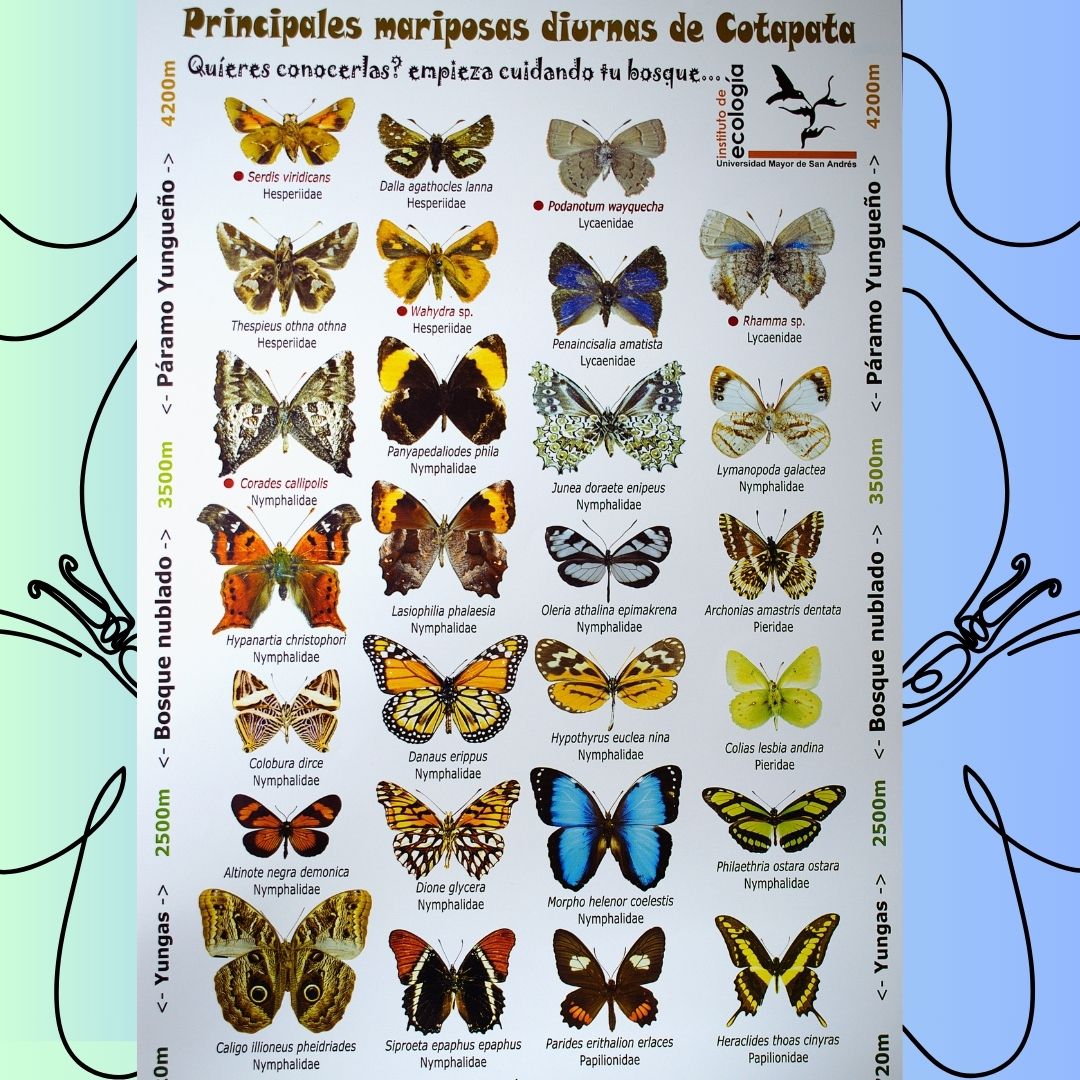 Principales mariposas diurnas de Cotapata
Quieres conocerlas? empieza cuidando tu bosque...
instituto de
ecología
Universidad Mayor de San Andrés
4200m
4200m
<- Páramo Yungueño ->
<- Páramo Yungueño ->
Serdis viridicans
Hesperiidae
Dalla agathocles lanna
Hesperiidae
Podanotum wayquecha
Lycaenidae
Thespieus othna othna
Hesperiidae
Wahydra sp.
Hesperiidae
Penaincisalia amatista
Lycaenidae
Rhamma sp.
Lycaenidae
3500m
3500m
Corades callipolis
Nymphalidae
Panyapedaliodes phila
Nymphalidae
Junea doraete enipeus
Nymphalidae
Lymanopoda galactea
Nymphalidae
<- Bosque nublado ->
<- Bosque nublado ->
Hypanartia christophori
Nymphalidae
Lasiophilia phalaesia
Nymphalidae
Oleria athalina epimakrena
Nymphalidae
Archonias amastris dentata
Pieridae
Colobura dirce
Nymphalidae
Danaus erippus
Nymphalidae
Hypothyrus euclea nina
Nymphalidae
Colias lesbia andina
Pieridae
2500m
2500m
Altinote negra demonica
Nymphalidae
Dione glycera
Nymphalidae
Morpho helenor coelestis
Nymphalidae
Philaethria ostara ostara
Nymphalidae
<- Yungas ->
<- Yungas ->
Caligo illioneus pheidriades
Nymphalidae
Siproeta epaphus epaphus
Nymphalidae
Parides erithalion erlaces
Papilionidae
Heraclides thoas cinyras
Papilionidae